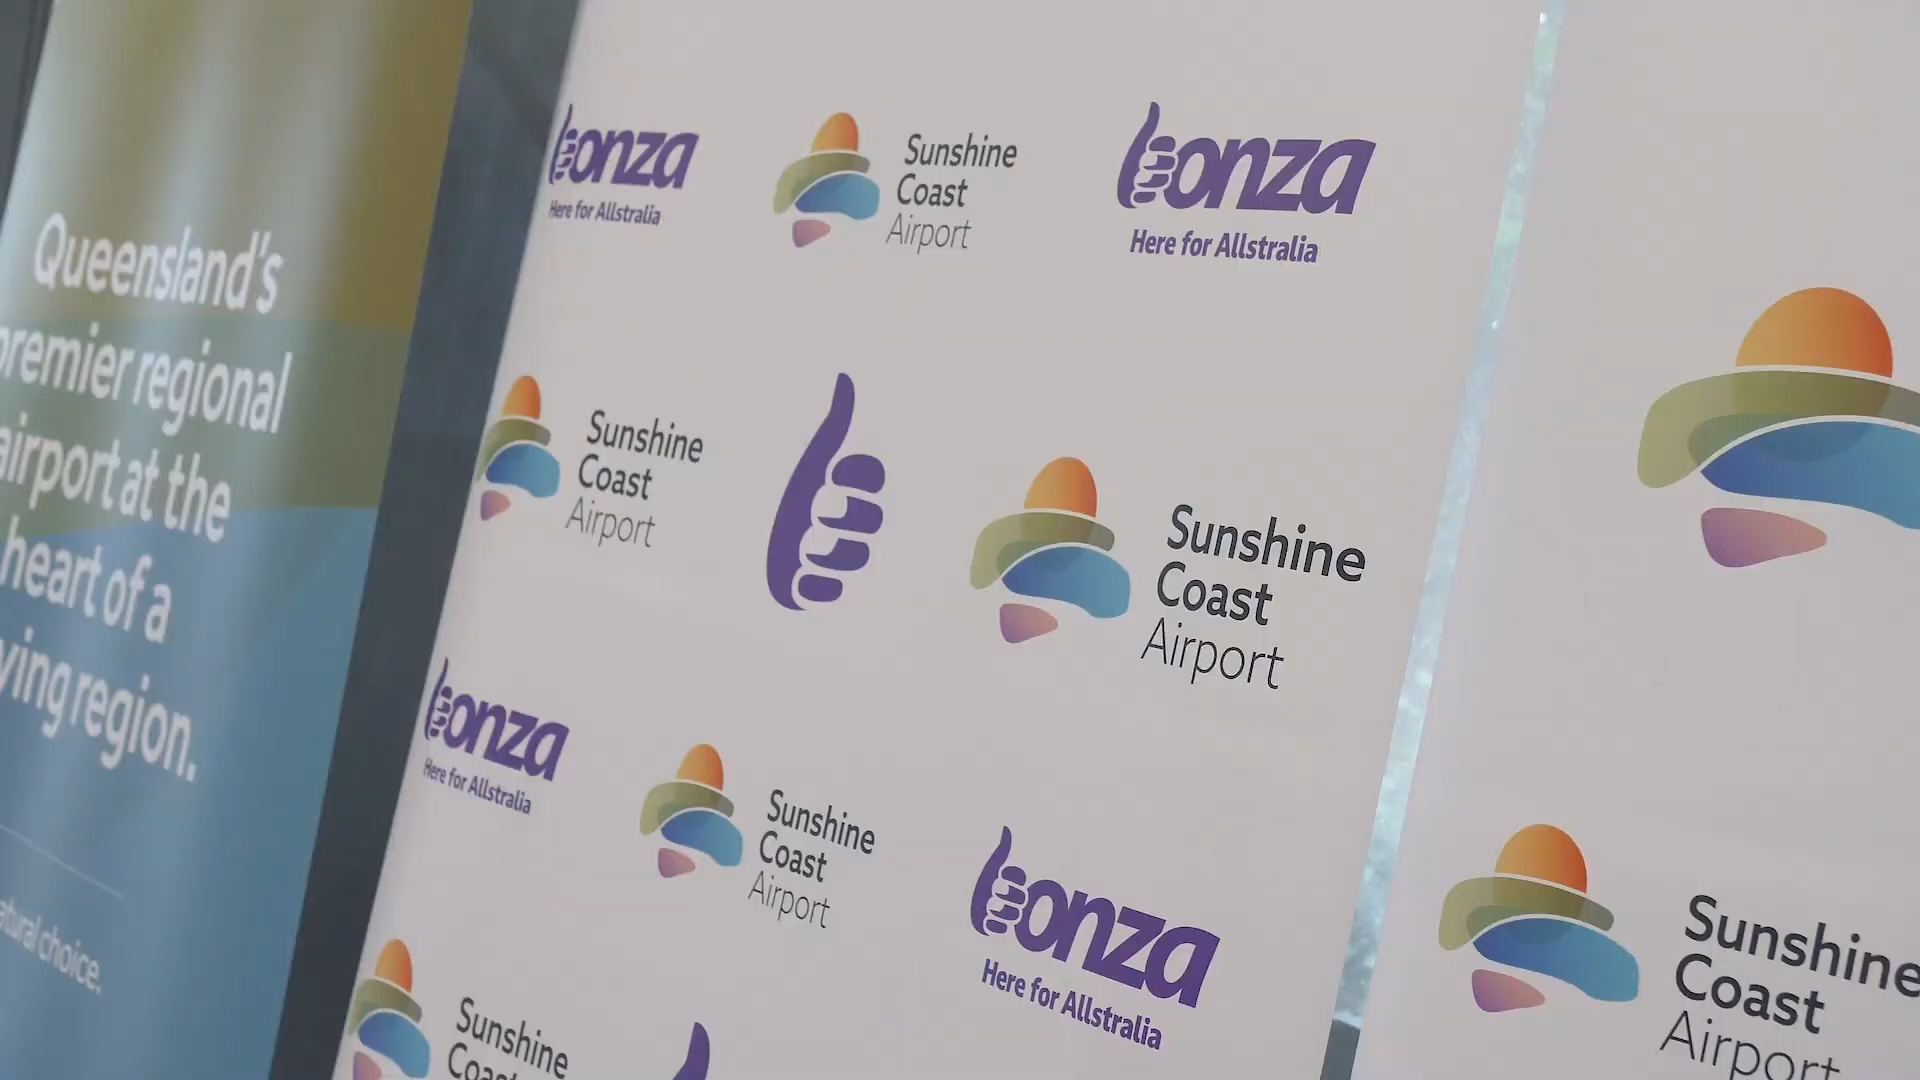 Queensland's
premier regional
airport at the
heart of a
region.
choice.
bonza
Here for Allstralia
Sunshine
Coast
Airport
bonza
Here for Allstralia
Sunshine
Coast
Airport
Sunshine
Coast
Airport
bonza
Here for Allstralia
Sunshine
Coast
Airport
bonza
Here for Allstralia
Sunshine
Coast
Sunshine
Coast
Airport